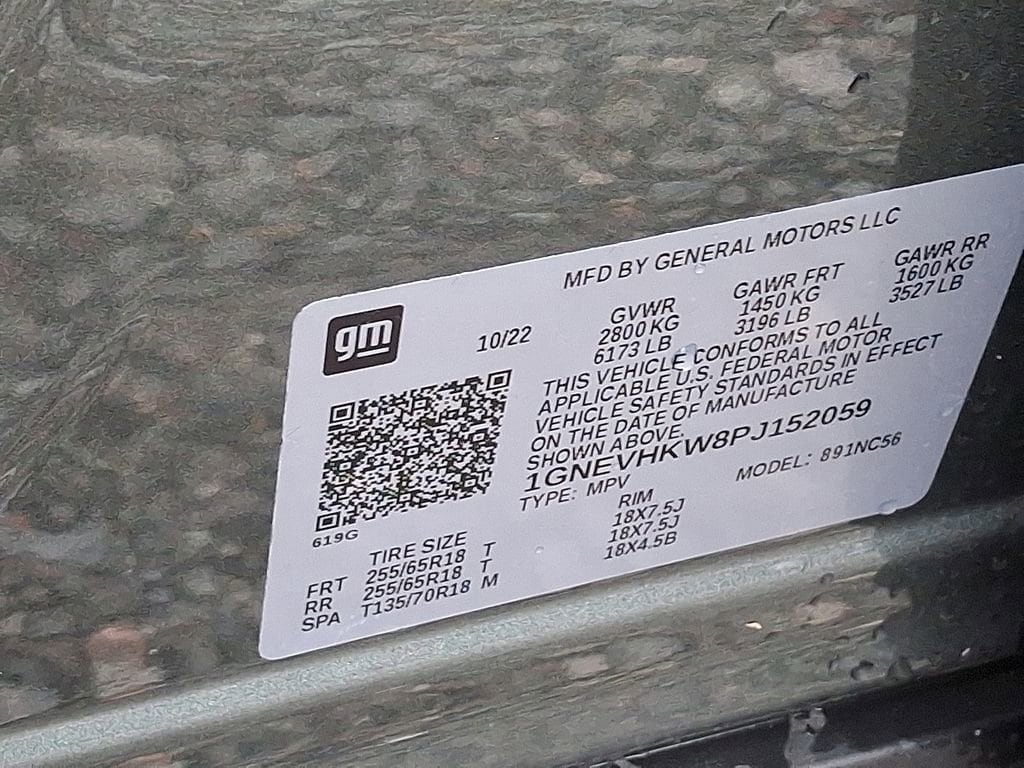 MFD BY GENERAL MOTORS LLC
gm
10/22
GVWR
2800 KG
6173 LB
GAWR FRT
1450 KG
3196 LB
GAWR RR
1600 KG
3527 LB
THIS VEHICLE CONFORMS TO ALL
APPLICABLE U.S. FEDERAL MOTOR
VEHICLE SAFETY STANDARDS IN EFFECT
ON THE DATE OF MANUFACTURE
SHOWN ABOVE.
1GNEVHKW8PJ152059
TYPE: MPV
MODEL: 891NC56
619G
TIRE SIZE
RIM
FRT 255/65R18 T 18X7.5J
RR 255/65R18 T 18X7.5J
SPA T135/70R18 M 18X4.5B